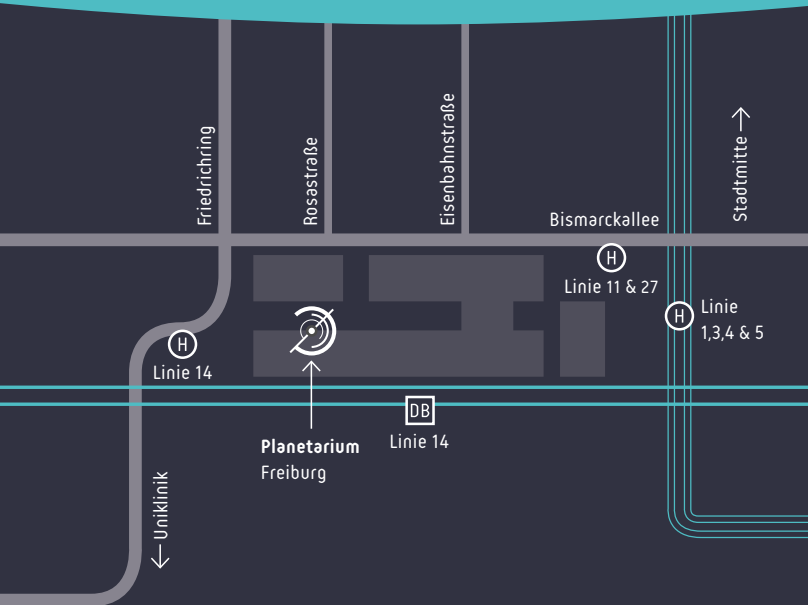 Friedrichring
Rosastraße
Eisenbahnstraße
Stadtmitte
Bismarckallee
H
Linie 11 & 27
H
Linie
1,3,4 & 5
H
Linie 14
DB
Linie 14
Planetarium
Freiburg
Uniklinik